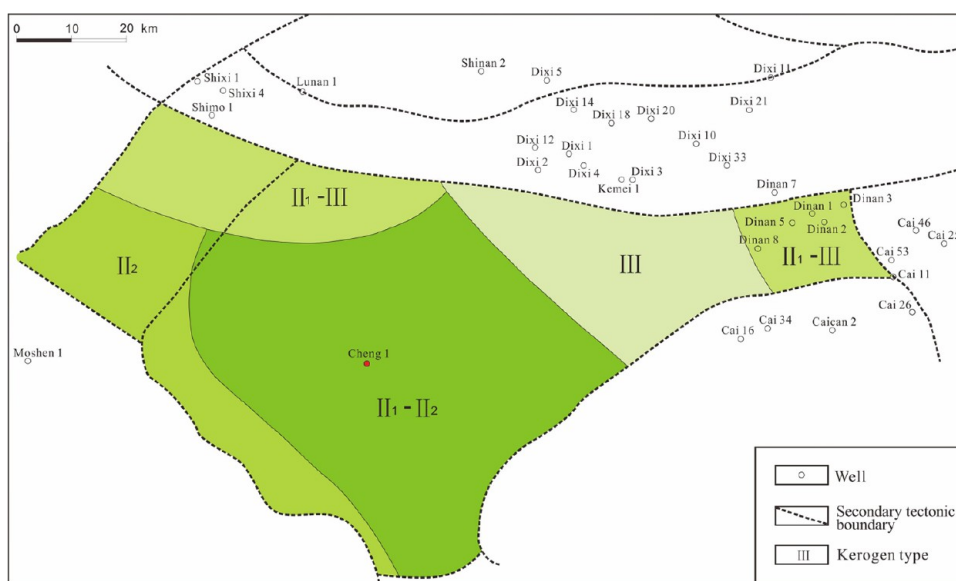 0 10 20 km
Shinan 2
Dixi 5
Dixi 11
Shixi 1
Shixi 4
Lunan 1
Shimo 1
Dixi 14
Dixi 18
Dixi 20
Dixi 21
Dixi 12
Dixi 1
Dixi 10
Dixi 2
Dixi 4
Dixi 3
Dixi 33
Kemei 1
Dinan 7
II1 -III
Dinan 1
Dinan 3
Dinan 5
Dinan 2
Cai 46
Cai 25
Dinan 8
II1 -III
II2
III
Cai 53
Cai 11
Cai 26
Cai 16
Cai 34
Caican 2
Moshen 1
Cheng 1
II1 - II2
Well
Secondary tectonic
boundary
III Kerogen type